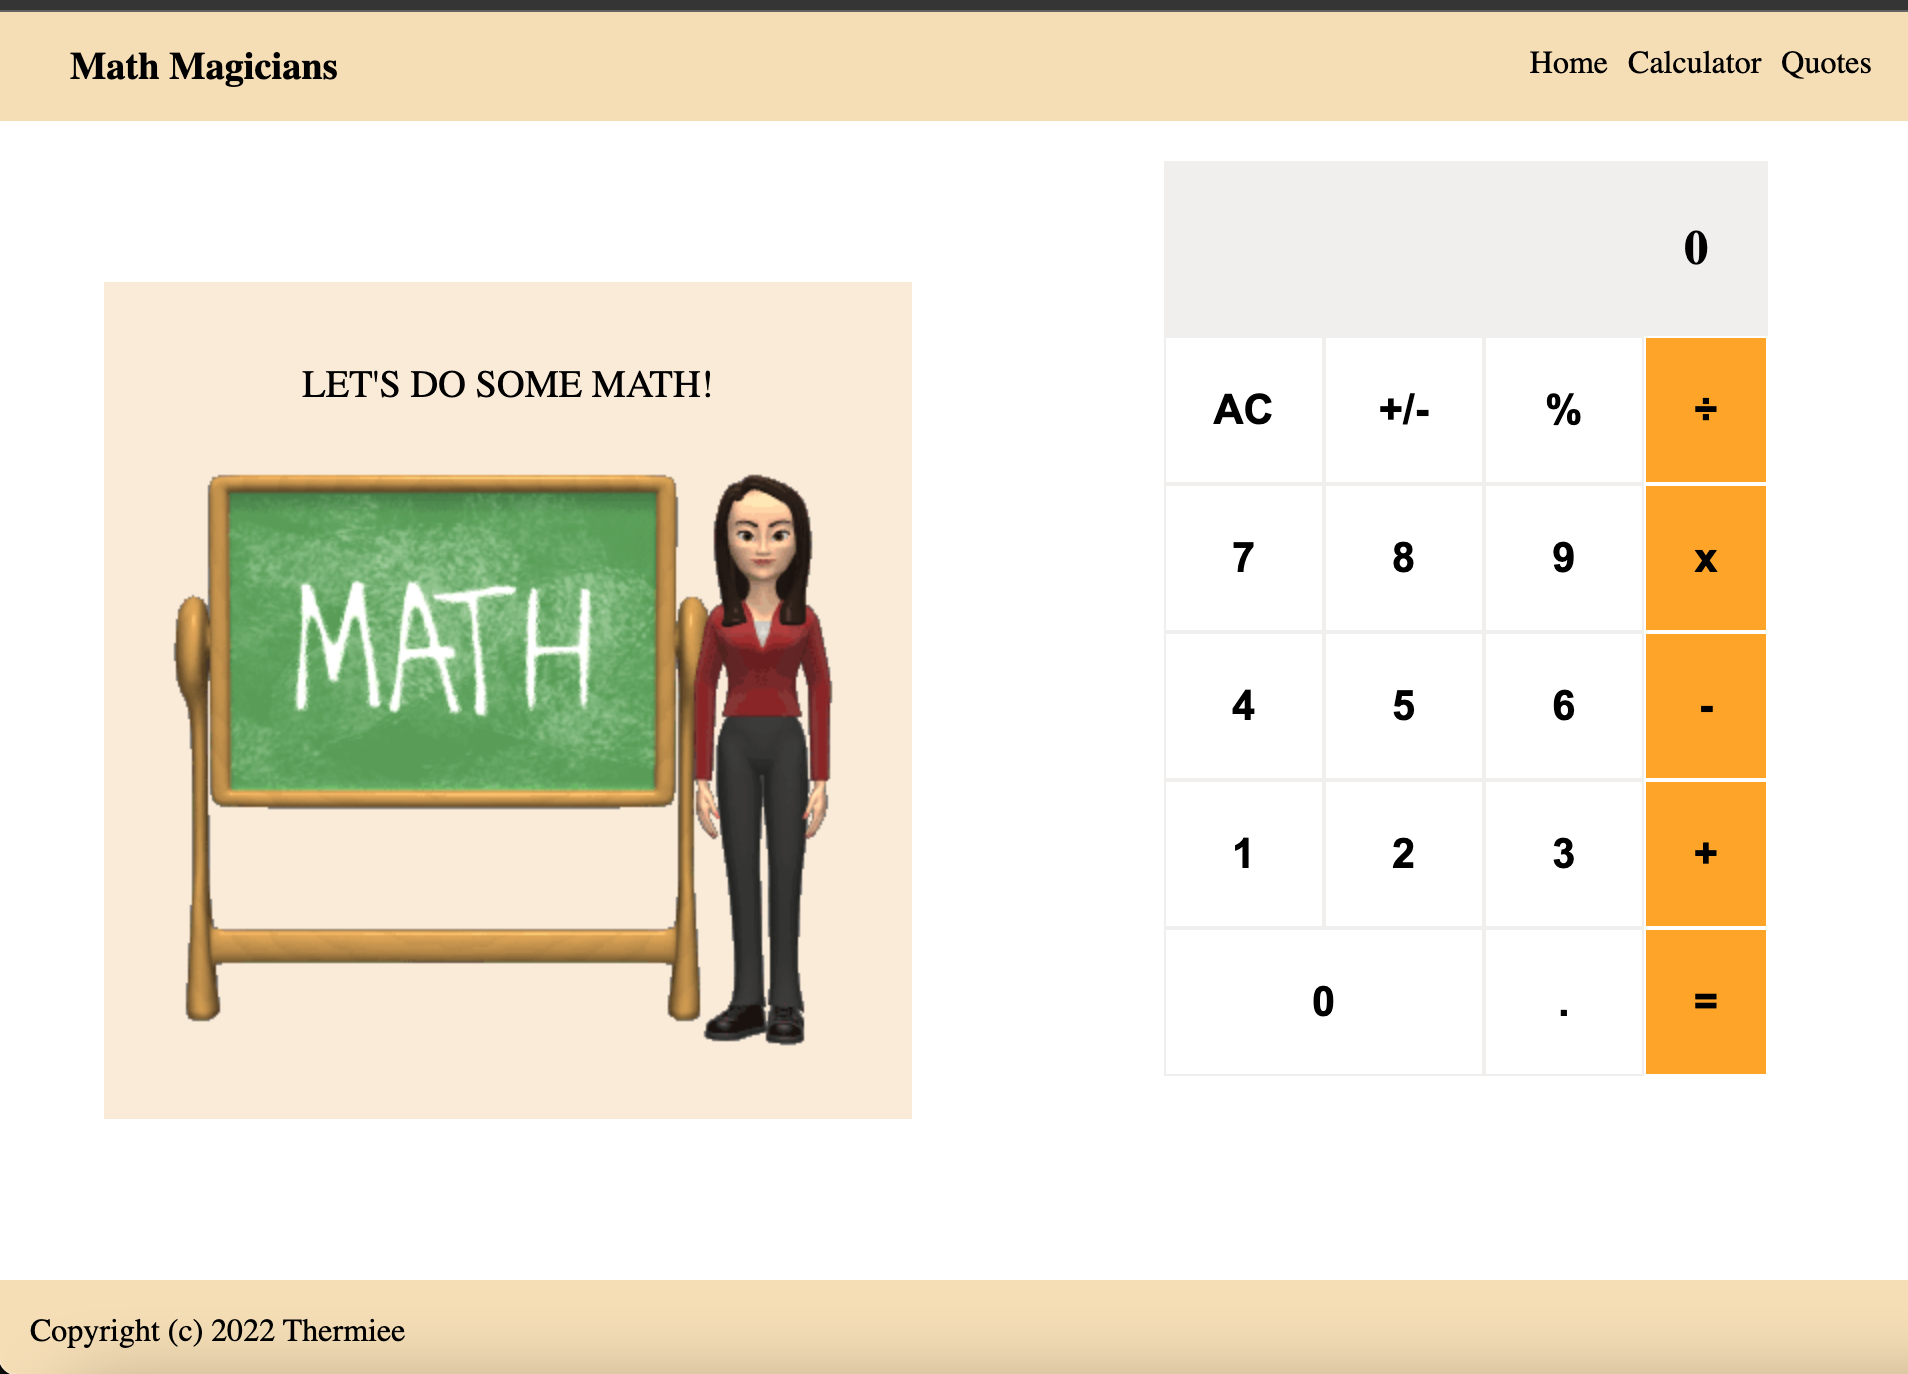 Math Magicians
Home Calculator Quotes
LET'S DO SOME MATH!
MATH
0
AC +/- % ÷
7 8 9 x
4 5 6 -
1 2 3 +
0 . =
Copyright (c) 2022 Thermiee